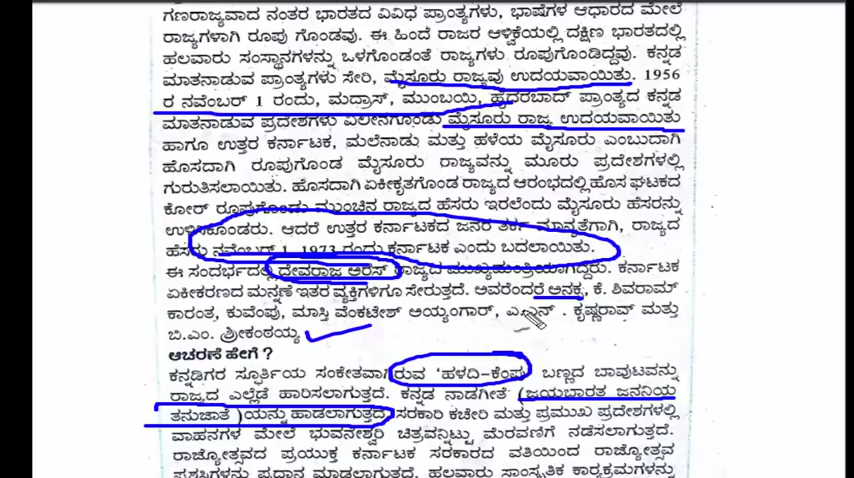 ಗಣರಾಜ್ಯವಾದ ನಂತರ ಭಾರತದ ವಿವಿಧ ಪ್ರಾಂತ್ಯಗಳು, ಭಾಷೆಗಳ ಆಧಾರದ ಮೇಲೆ
ರಾಜ್ಯಗಳಾಗಿ ರೂಪು ಗೊಂಡವು. ಈ ಹಿಂದೆ ರಾಜರ ಆಳ್ವಿಕೆಯಲ್ಲಿ ದಕ್ಷಿಣ ಭಾರತದಲ್ಲಿ
ಹಲವಾರು ಸಂಸ್ಥಾನಗಳನ್ನು ಒಳಗೊಂಡಂತೆ ರಾಜ್ಯಗಳು ರೂಪುಗೊಂಡಿದ್ದವು. ಕನ್ನಡ
ಮಾತನಾಡುವ ಪ್ರಾಂತ್ಯಗಳು ಸೇರಿ, ಮೈಸೂರು ರಾಜ್ಯವು ಉದಯವಾಯಿತು. 1956
ರ ನವೆಂಬರ್ 1 ರಂದು, ಮದ್ರಾಸ್, ಮುಂಬಯಿ, ಹೈದರಬಾದ್ ಪ್ರಾಂತ್ಯದ ಕನ್ನಡ
ಮಾತನಾಡುವ ಪ್ರದೇಶಗಳು ವಿಲೀನಗೊಂಡು ಮೈಸೂರು ರಾಜ್ಯ ಉದಯವಾಯಿತು
ಹಾಗೂ ಉತ್ತರ ಕರ್ನಾಟಕ, ಮಲೆನಾಡು ಮತ್ತು ಹಳೆಯ ಮೈಸೂರು ಎಂಬುದಾಗಿ
ಹೊಸದಾಗಿ ರೂಪುಗೊಂಡ ಮೈಸೂರು ರಾಜ್ಯವನ್ನು ಮೂರು ಪ್ರದೇಶಗಳಲ್ಲಿ
ಗುರುತಿಸಲಾಯಿತು. ಹೊಸದಾಗಿ ಏಕೀಕೃತಗೊಂಡ ರಾಜ್ಯದ ಆರಂಭದಲ್ಲಿ ಹೊಸ ಘಟಕದ
ಕೋರ್ ರೂಪುಗೊಂಡು ಮುಂಚಿನ ರಾಜ್ಯದ ಹೆಸರು ಇರಲೆಂದು ಮೈಸೂರು ಹೆಸರನ್ನು
ಉಳಿಸಿಕೊಂಡರು. ಆದರೆ ಉತ್ತರ ಕರ್ನಾಟಕದ ಜನರ ತರ್ಕ ಮಾನ್ಯತೆಗಾಗಿ, ರಾಜ್ಯದ
ಹೆಸರು ನವೆಂಬರ್ 1, 1973 ರಂದು ಕರ್ನಾಟಕ ಎಂದು ಬದಲಾಯಿತು.
ಈ ಸಂದರ್ಭದಲ್ಲಿ ದೇವರಾಜ ಅರಸ್ ರಾಜ್ಯದ ಮುಖ್ಯಮಂತ್ರಿಯಾಗಿದ್ದರು. ಕರ್ನಾಟಕ
ಏಕೀಕರಣದ ಮನ್ನಣೆ ಇತರ ವ್ಯಕ್ತಿಗಳಿಗೂ ಸೇರುತ್ತದೆ. ಅವರೆಂದರೆ ಅನಕೃ, ಕೆ. ಶಿವರಾಮ್
ಕಾರಂತ, ಕುವೆಂಪು, ಮಾಸ್ತಿ ವೆಂಕಟೇಶ್ ಅಯ್ಯಂಗಾರ್, ಎ.ಎನ್ . ಕೃಷ್ಣರಾವ್ ಮತ್ತು
ಬಿ.ಎಂ. ಶ್ರೀಕಂಠಯ್ಯ
ಆಚರಣೆ ಹೇಗೆ ?
ಕನ್ನಡಿಗರ ಸ್ಫೂರ್ತಿಯ ಸಂಕೇತವಾಗಿರುವ 'ಹಳದಿ-ಕೆಂಪು' ಬಣ್ಣದ ಬಾವುಟವನ್ನು
ರಾಜ್ಯದ ಎಲ್ಲೆಡೆ ಹಾರಿಸಲಾಗುತ್ತದೆ. ಕನ್ನಡ ನಾಡಗೀತೆ (ಜಯಭಾರತ ಜನನಿಯ
ತನುಜಾತೆ )ಯನ್ನು ಹಾಡಲಾಗುತ್ತದೆ. ಸರಕಾರಿ ಕಚೇರಿ ಮತ್ತು ಪ್ರಮುಖ ಪ್ರದೇಶಗಳಲ್ಲಿ
ವಾಹನಗಳ ಮೇಲೆ ಭುವನೇಶ್ವರಿ ಚಿತ್ರವನ್ನಿಟ್ಟು ಮೆರವಣಿಗೆ ನಡೆಸಲಾಗುತ್ತದೆ.
ರಾಜ್ಯೋತ್ಸವದ ಪ್ರಯುಕ್ತ ಕರ್ನಾಟಕ ಸರಕಾರದ ವತಿಯಿಂದ ರಾಜ್ಯೋತ್ಸವ
ಪ್ರಶಸ್ತಿಗಳನ್ನು ಪ್ರದಾನ ಮಾಡಲಾಗುತ್ತದೆ. ಹಲವಾರು ಸಾಂಸ್ಕೃತಿಕ ಕಾರ್‍ಯಕ್ರಮಗಳನ್ನು